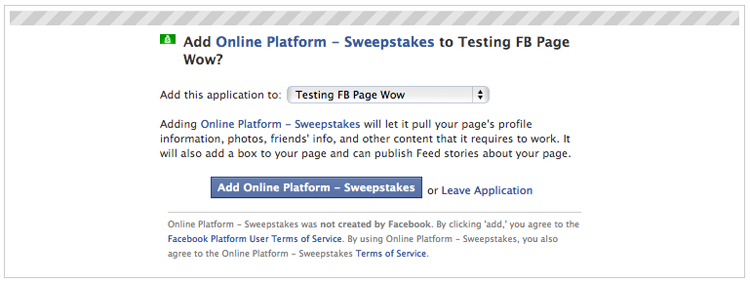 Add Online Platform – Sweepstakes to Testing FB Page
Wow?
Add this application to: Testing FB Page Wow
Adding Online Platform – Sweepstakes will let it pull your page's profile
information, photos, friends' info, and other content that it requires to work. It
will also add a box to your page and can publish Feed stories about your page.
Add Online Platform – Sweepstakes or Leave Application
Online Platform – Sweepstakes was not created by Facebook. By clicking 'add,' you agree to the
Facebook Platform User Terms of Service. By using Online Platform – Sweepstakes, you also
agree to the Online Platform – Sweepstakes Terms of Service.